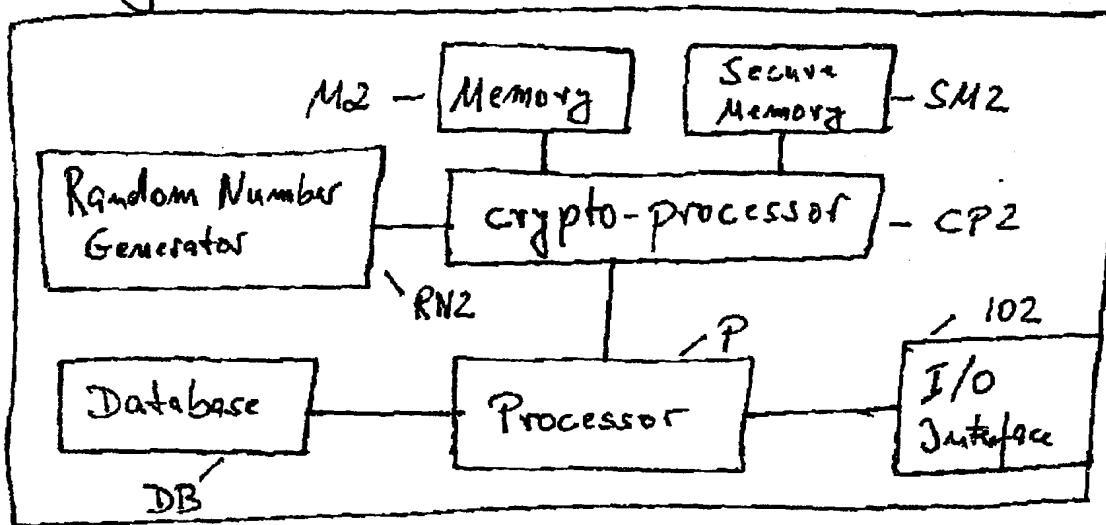 M2
Memory
Secure
Memory
SM2
Random Number
Generator
RN2
crypto-processor
CP2
Database
DB
Processor
P
I/O
Interface
102